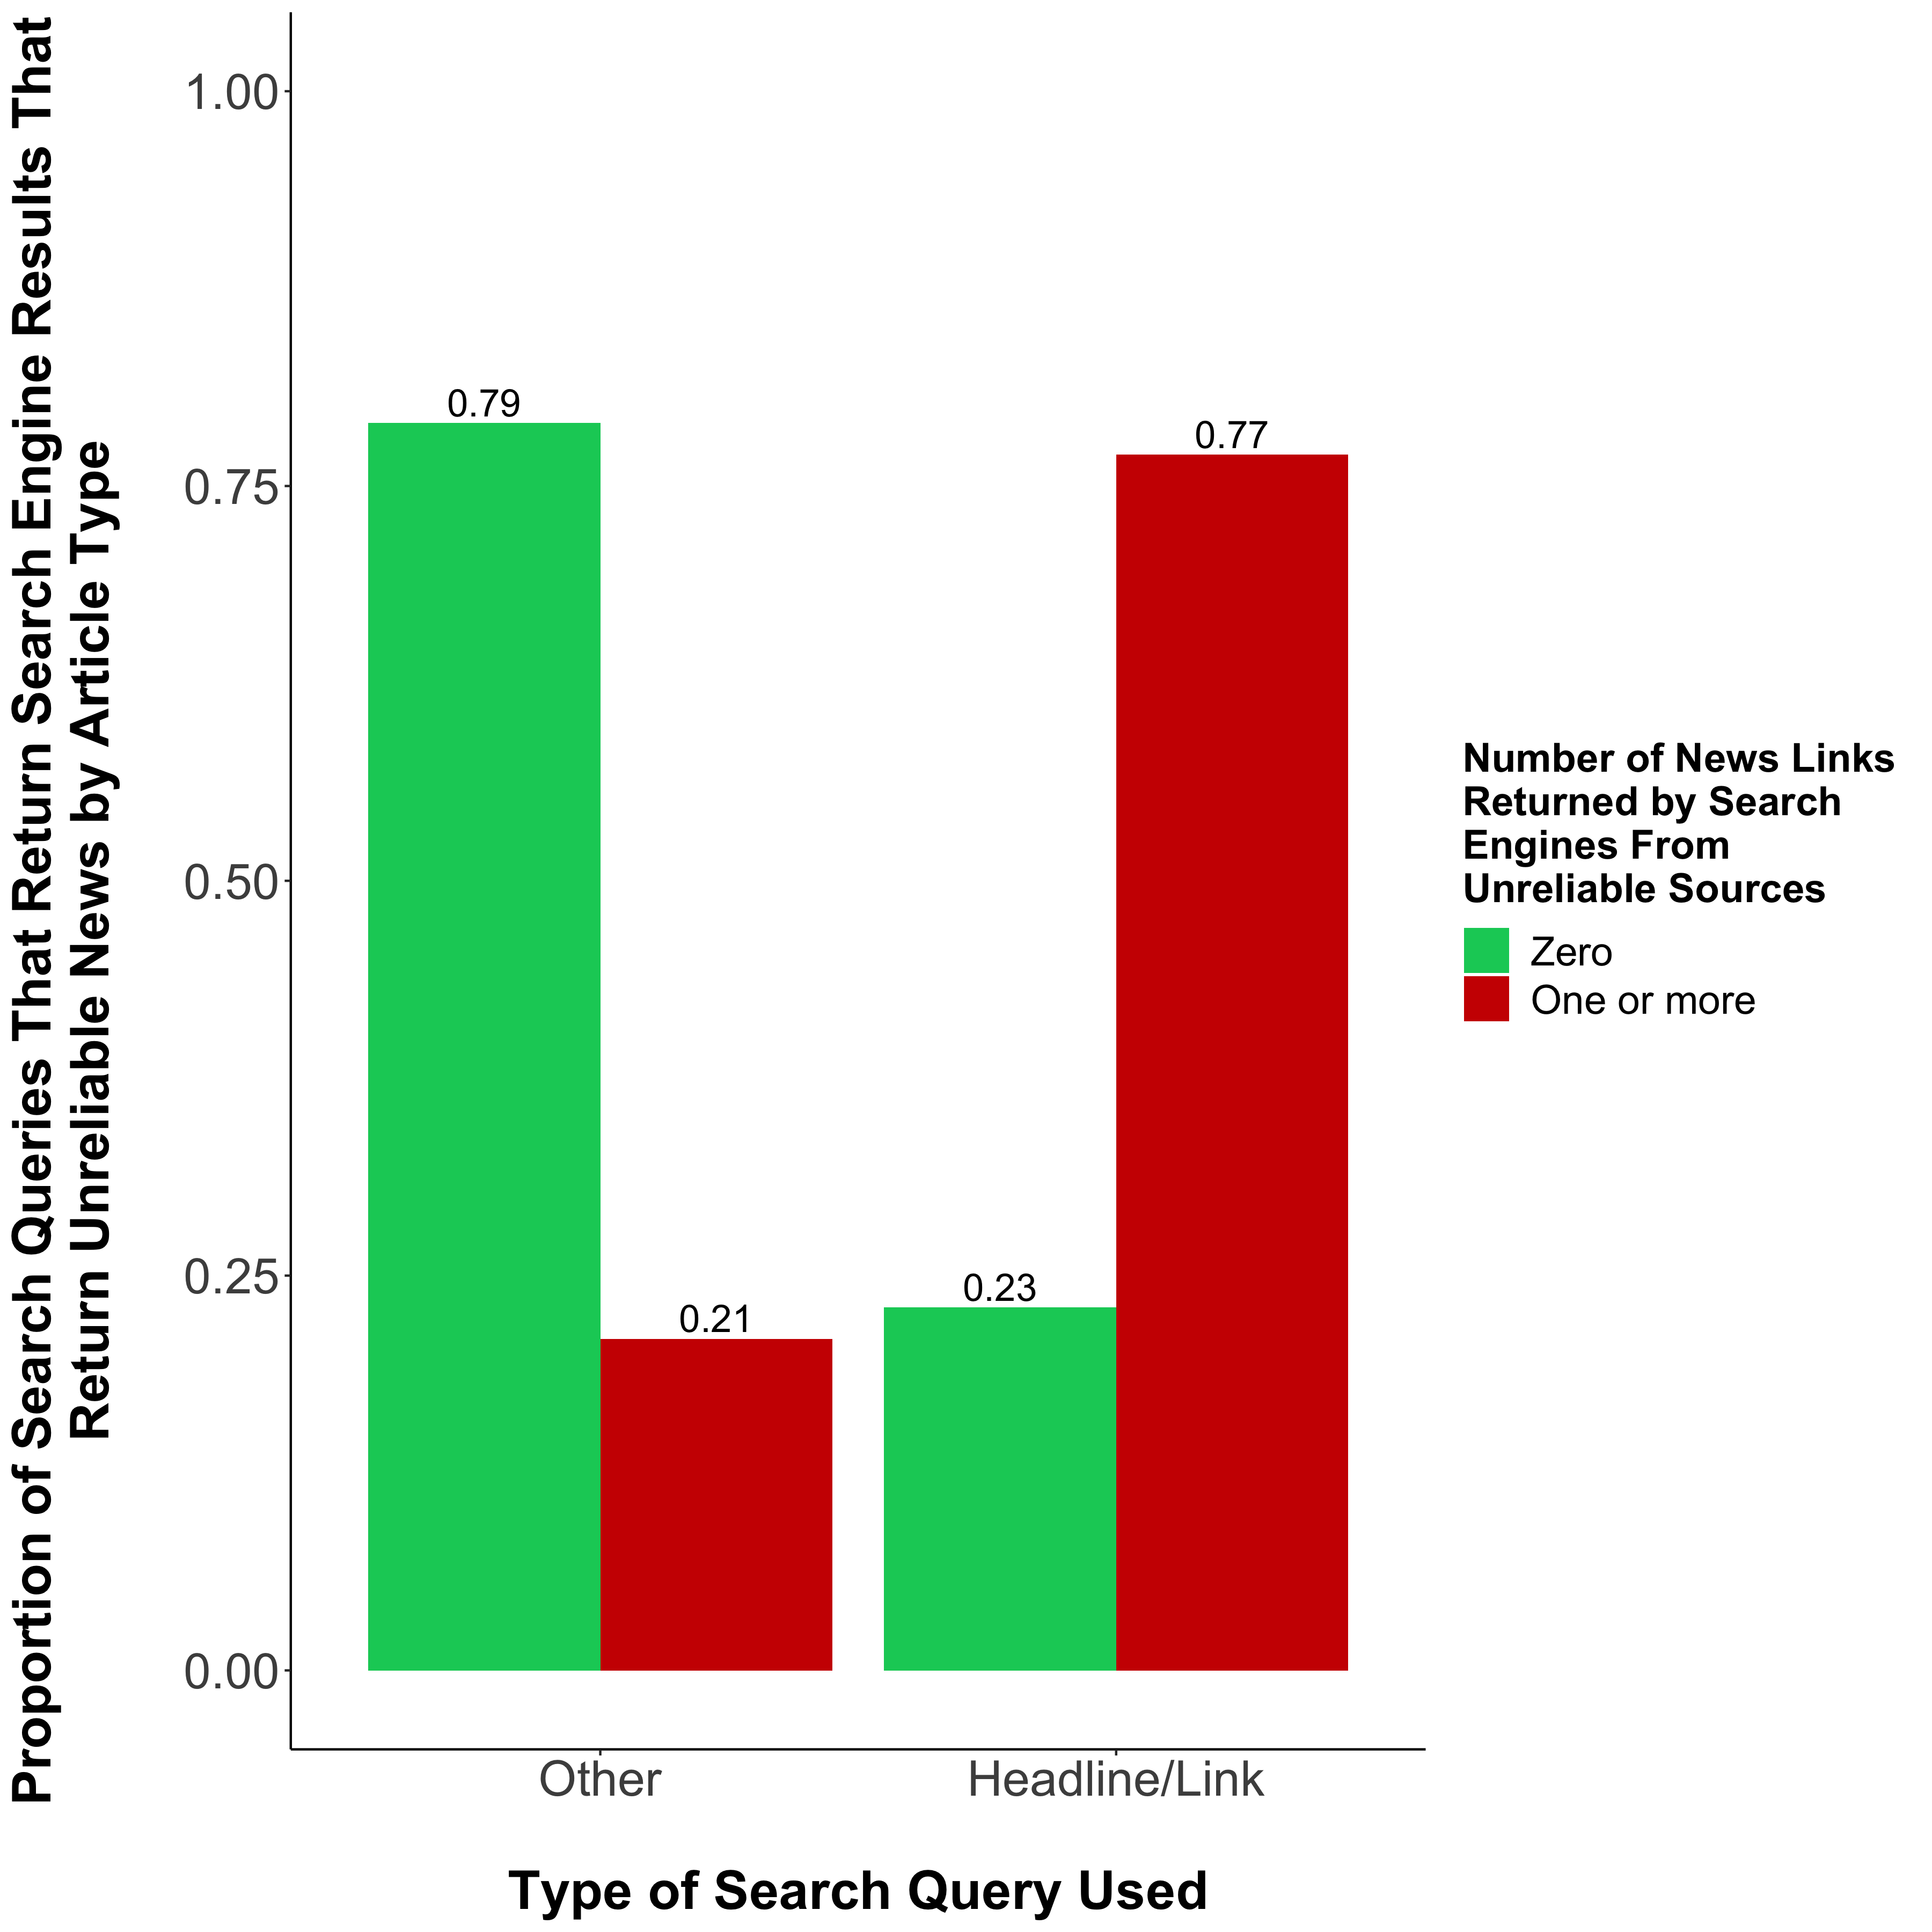 Proportion of Search Queries That Return Search Engine Results That
Return Unreliable News by Article Type
1.00
0.75
0.50
0.25
0.00
0.79
0.21
0.23
0.77
Other
Headline/Link
Type of Search Query Used
Number of News Links
Returned by Search
Engines From
Unreliable Sources
Zero
One or more